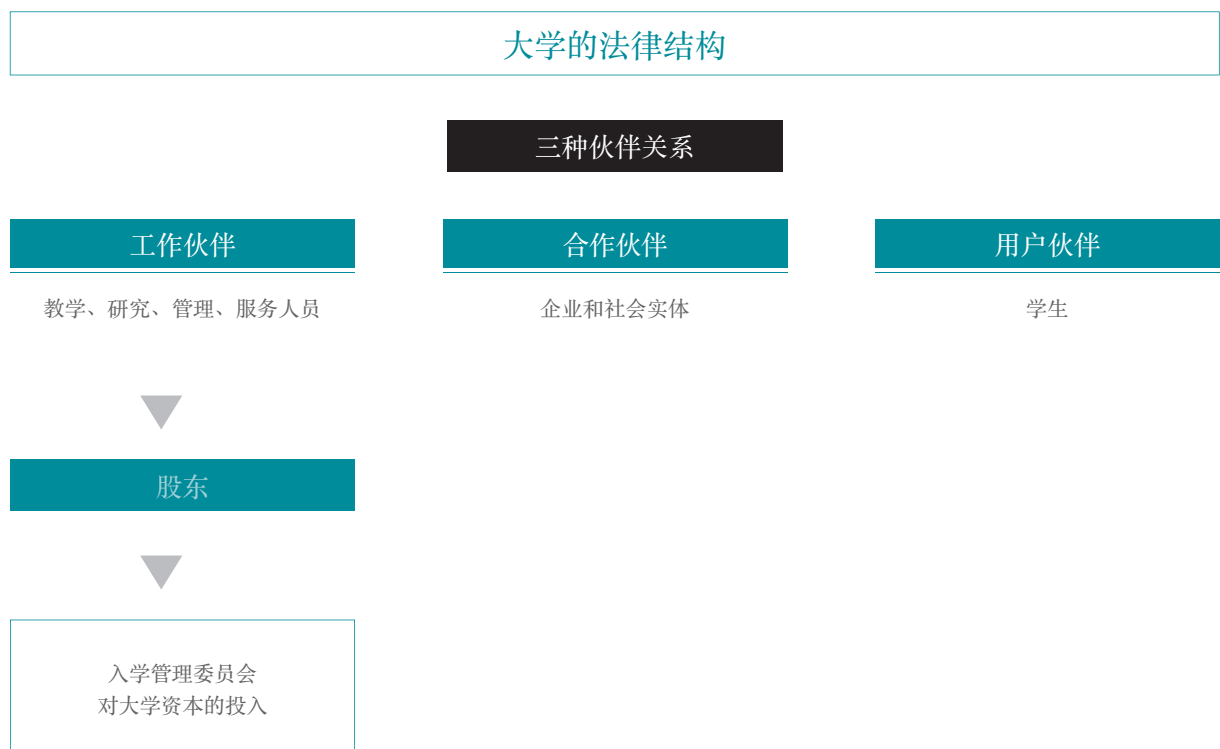 大学的法律结构
三种伙伴关系
工作伙伴
合作伙伴
用户伙伴
教学、研究、管理、服务人员
企业和社会实体
学生
股东
入学管理委员会
对大学资本的投入